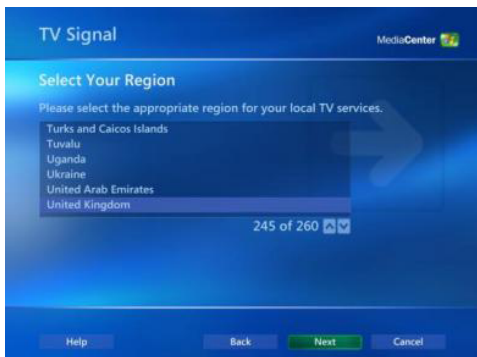 TV Signal
MediaCenter
Select Your Region
Please select the appropriate region for your local TV services.
Turks and Caicos Islands
Tuvalu
Uganda
Ukraine
United Arab Emirates
United Kingdom
245 of 260
Help
Back
Next
Cancel